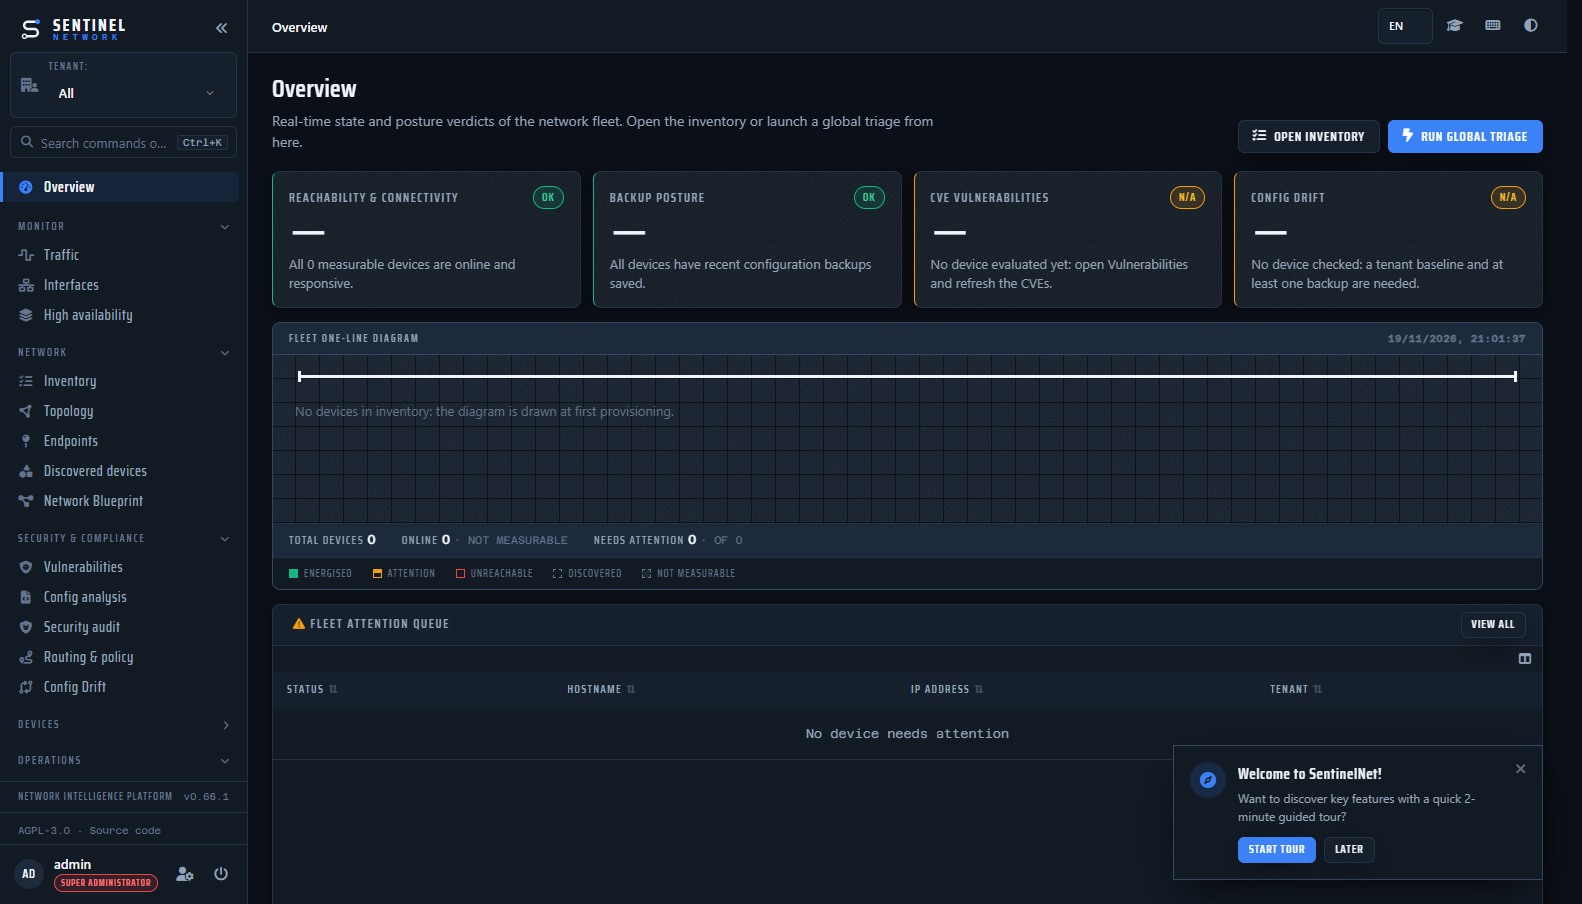 SENTINEL
NETWORK
TENANT:
All
Search commands o...
Ctrl+K
Overview
MONITOR
Traffic
Interfaces
High availability
NETWORK
Inventory
Topology
Endpoints
Discovered devices
Network Blueprint
SECURITY & COMPLIANCE
Vulnerabilities
Config analysis
Security audit
Routing & policy
Config Drift
DEVICES
OPERATIONS
NETWORK INTELLIGENCE PLATFORM v0.66.1
AGPL-3.0 · Source code
AD
admin
SUPER ADMINISTRATOR
Overview
EN
Overview
Real-time state and posture verdicts of the network fleet. Open the inventory or launch a global triage from
here.
OPEN INVENTORY
RUN GLOBAL TRIAGE
REACHABILITY & CONNECTIVITY
OK
—
All 0 measurable devices are online and
responsive.
BACKUP POSTURE
OK
—
All devices have recent configuration backups
saved.
CVE VULNERABILITIES
N/A
—
No device evaluated yet: open Vulnerabilities
and refresh the CVEs.
CONFIG DRIFT
N/A
—
No device checked: a tenant baseline and at
least one backup are needed.
FLEET ONE-LINE DIAGRAM
19/11/2026, 21:01:37
No devices in inventory: the diagram is drawn at first provisioning.
TOTAL DEVICES 0 ONLINE 0 · NOT MEASURABLE NEEDS ATTENTION 0 · OF 0
ENERGISED ATTENTION UNREACHABLE DISCOVERED NOT MEASURABLE
FLEET ATTENTION QUEUE
VIEW ALL
STATUS HOSTNAME IP ADDRESS TENANT
No device needs attention
Welcome to SentinelNet!
Want to discover key features with a quick 2-
minute guided tour?
START TOUR
LATER